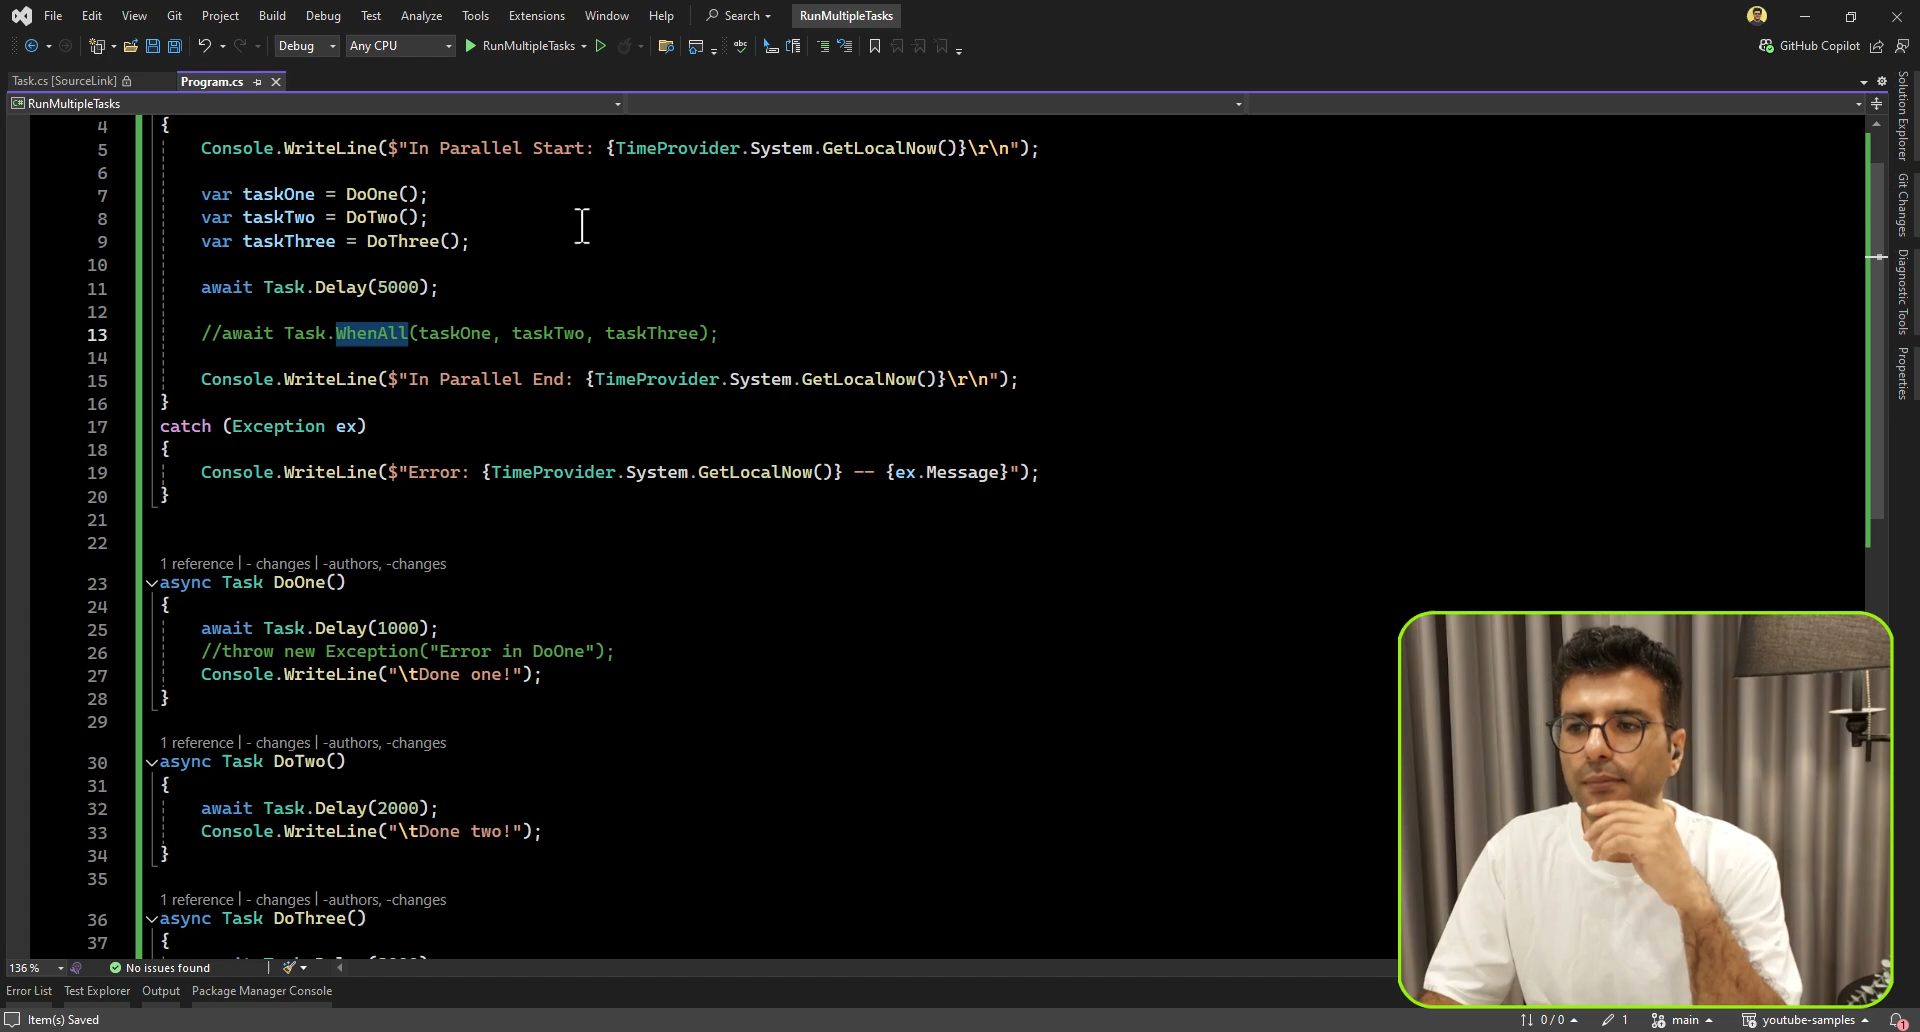 File Edit View Git Project Build Debug Test Analyze Tools Extensions Window Help Search RunMultipleTasks
Debug Any CPU RunMultipleTasks GitHub Copilot
Task.cs [SourceLink] Program.cs
C# RunMultipleTasks
4 {
5 Console.WriteLine($"In Parallel Start: {TimeProvider.System.GetLocalNow()}\r\n");
6
7 var taskOne = DoOne();
8 var taskTwo = DoTwo();
9 var taskThree = DoThree();
10
11 await Task.Delay(5000);
12
13 //await Task.WhenAll(taskOne, taskTwo, taskThree);
14
15 Console.WriteLine($"In Parallel End: {TimeProvider.System.GetLocalNow()}\r\n");
16 }
17 catch (Exception ex)
18 {
19 Console.WriteLine($"Error: {TimeProvider.System.GetLocalNow()} -- {ex.Message}");
20 }
21
22
1 reference | - changes | -authors, -changes
23 async Task DoOne()
24 {
25 await Task.Delay(1000);
26 //throw new Exception("Error in DoOne");
27 Console.WriteLine("\tDone one!");
28 }
29
1 reference | - changes | -authors, -changes
30 async Task DoTwo()
31 {
32 await Task.Delay(2000);
33 Console.WriteLine("\tDone two!");
34 }
35
1 reference | - changes | -authors, -changes
36 async Task DoThree()
37 {
136 % No issues found
Error List Test Explorer Output Package Manager Console
Item(s) Saved 0 / 0 1 main youtube-samples 1
Solution Explorer
Git Changes
Diagnostic Tools
Properties